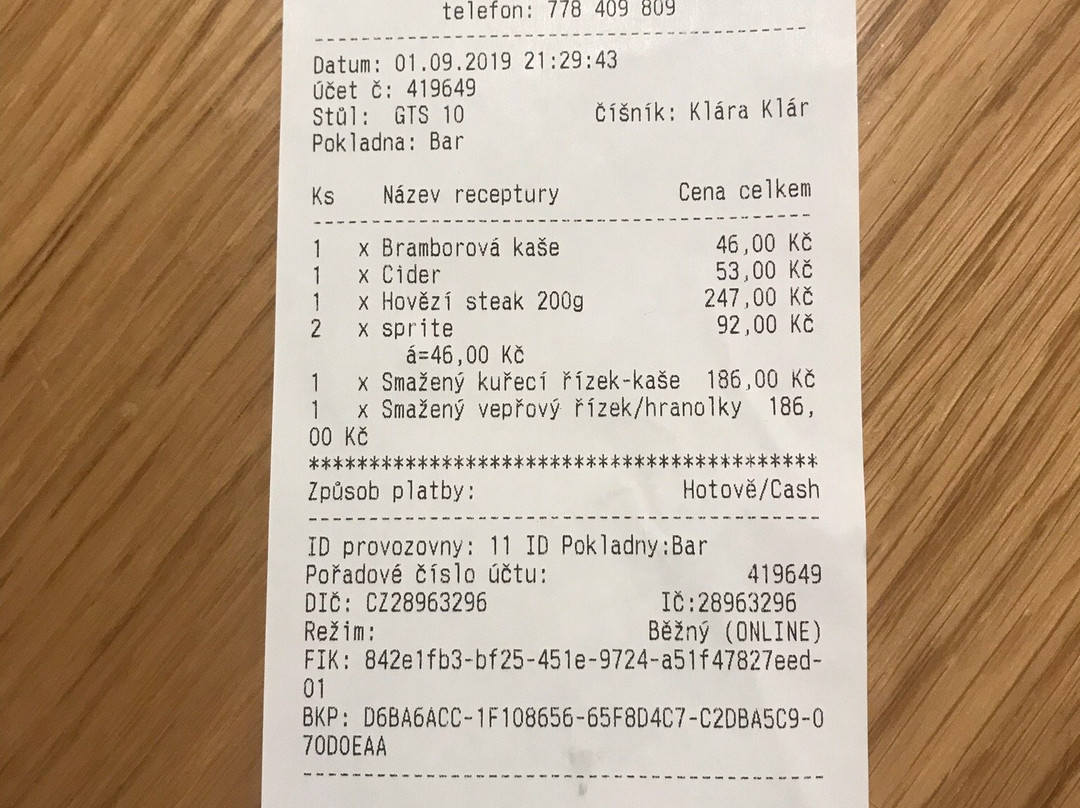 telefon: 778 409 809
Datum: 01.09.2019 21:29:43
Účet č: 419649
Stůl: GTS 10 Číšník: Klára Klár
Pokladna: Bar
Ks Název receptury Cena celkem
1 x Bramborová kaše 46,00 Kč
1 x Cider 53,00 Kč
1 x Hovězí steak 200g 247,00 Kč
2 x sprite 92,00 Kč
á=46,00 Kč
1 x Smažený kuřecí řízek-kaše 186,00 Kč
1 x Smažený vepřový řízek/hranolky 186,
00 Kč
******************************************
Způsob platby: Hotově/Cash
ID provozovny: 11 ID Pokladny:Bar
Pořadové číslo účtu: 419649
DIČ: CZ28963296 IČ:28963296
Režim: Běžný (ONLINE)
FIK: 842e1fb3-bf25-451e-9724-a51f47827eed-
01
BKP: D6BA6ACC-1F108656-65F8D4C7-C2DBA5C9-0
70D0EAA